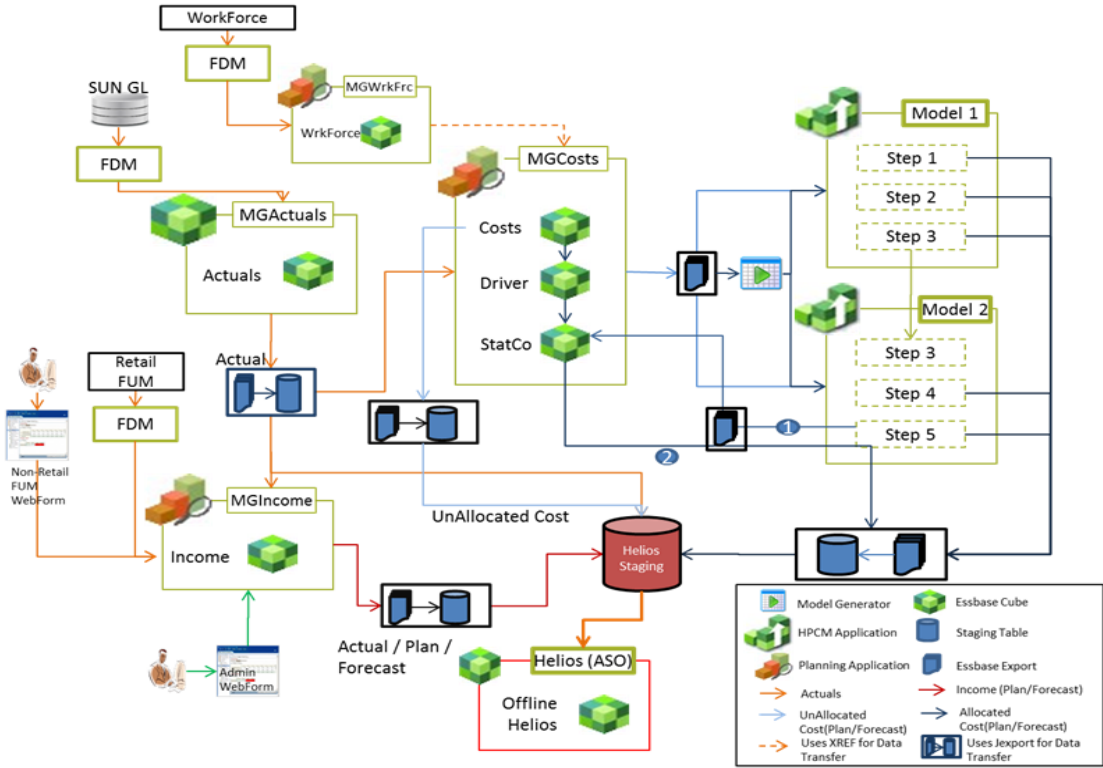 WorkForce
FDM
SUN GL
FDM
MGWrkFrc
WrkForce
MGActuals
Actuals
MGCosts
Costs
Driver
StatCo
Model 1
Step 1
Step 2
Step 3
Model 2
Step 3
Step 4
Step 5
1
2
Actual
Retail
FUM
FDM
Non-Retail
FUM
WebForm
MGIncome
Income
UnAllocated Cost
Helios
Staging
Actual / Plan /
Forecast
Admin
WebForm
Helios (ASO)
Offline
Helios
Model Generator
Essbase Cube
HPCM Application
Staging Table
Planning Application
Essbase Export
Actuals
Income (Plan/Forecast)
UnAllocated
Cost(Plan/Forecast)
Allocated
Cost(Plan/Forecast)
Uses XREF for Data
Transfer
Uses Jexport for Data
Transfer